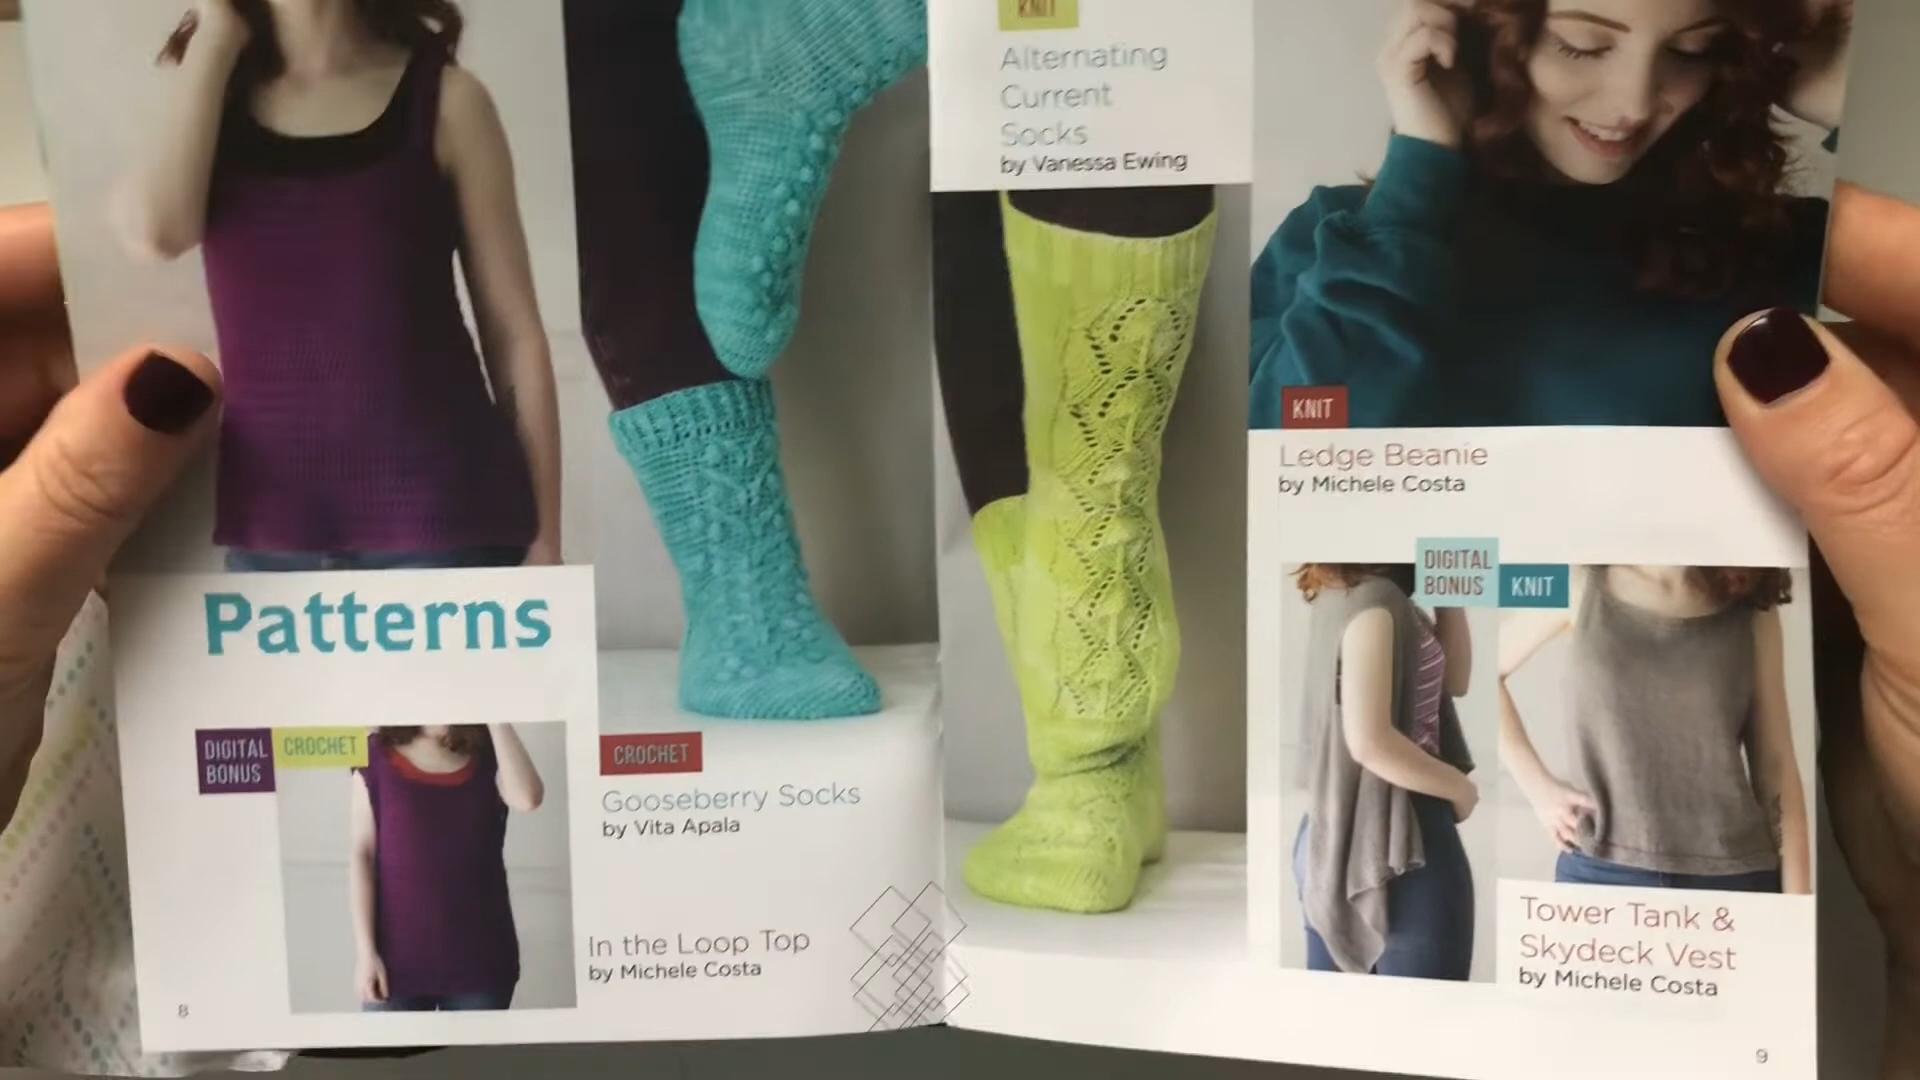 Patterns
DIGITAL
BONUS
CROCHET
CROCHET
Gooseberry Socks
by Vita Apala
In the Loop Top
by Michele Costa
8
KNIT
Alternating
Current
Socks
by Vanessa Ewing
KNIT
Ledge Beanie
by Michele Costa
DIGITAL
BONUS
KNIT
Tower Tank &
Skydeck Vest
by Michele Costa
9